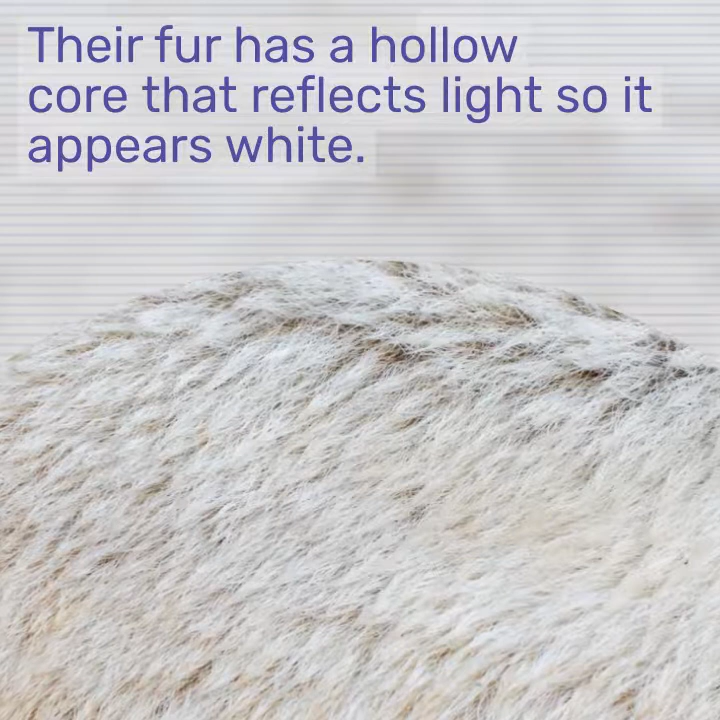 Their fur has a hollow
core that reflects light so it
appears white.